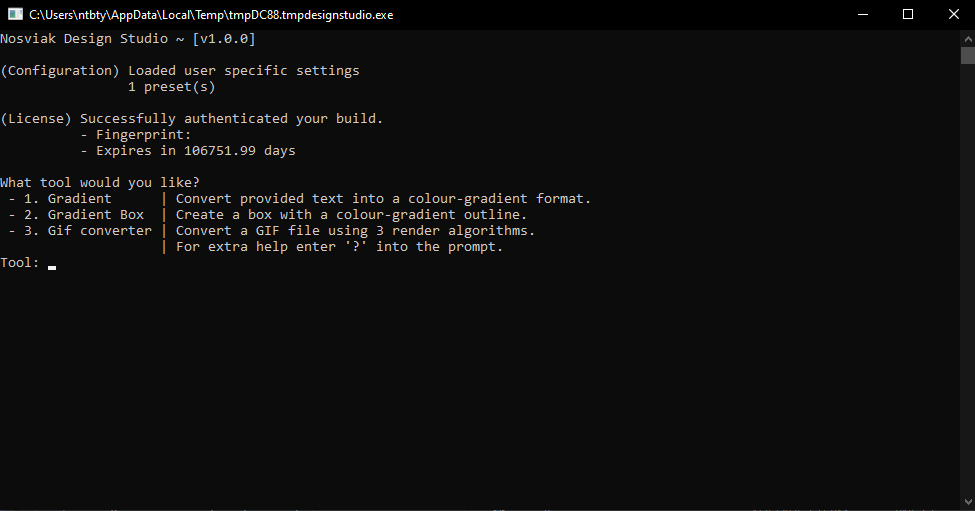 C:\Users\ntbty\AppData\Local\Temp\tmpDC88.tmpdesignstudio.exe
Nosviak Design Studio ~ [v1.0.0]
(Configuration) Loaded user specific settings
1 preset(s)
(License) Successfully authenticated your build.
- Fingerprint:
- Expires in 106751.99 days
What tool would you like?
- 1. Gradient | Convert provided text into a colour-gradient format.
- 2. Gradient Box | Create a box with a colour-gradient outline.
- 3. Gif converter | Convert a GIF file using 3 render algorithms.
| For extra help enter '?' into the prompt.
Tool: